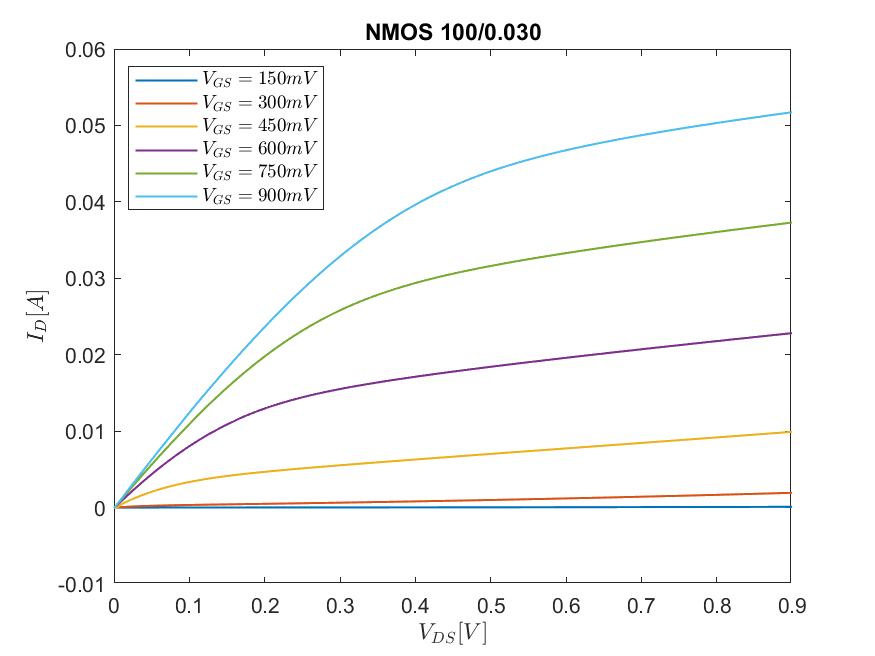 NMOS 100/0.030
0.06
0.05
0.04
0.03
0.02
0.01
0
-0.01
I_D[A]
V_GS = 150mV
V_GS = 300mV
V_GS = 450mV
V_GS = 600mV
V_GS = 750mV
V_GS = 900mV
0 0.1 0.2 0.3 0.4 0.5 0.6 0.7 0.8 0.9
V_DS[V]